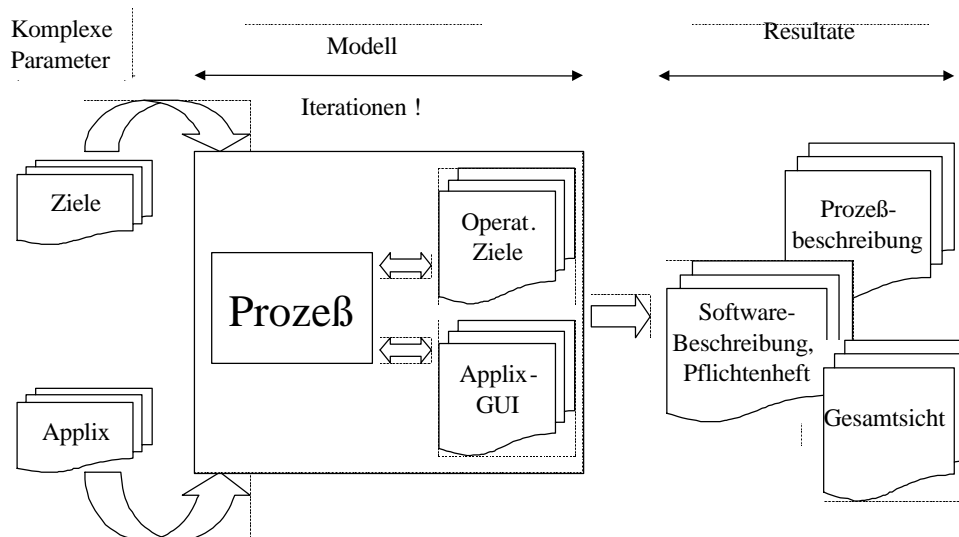 Komplexe
Parameter
Modell
Resultate
Iterationen !
Ziele
Applix
Prozeß
Operat.
Ziele
Applix-
GUI
Prozeß-
beschreibung
Software-
Beschreibung,
Pflichtenheft
Gesamtsicht